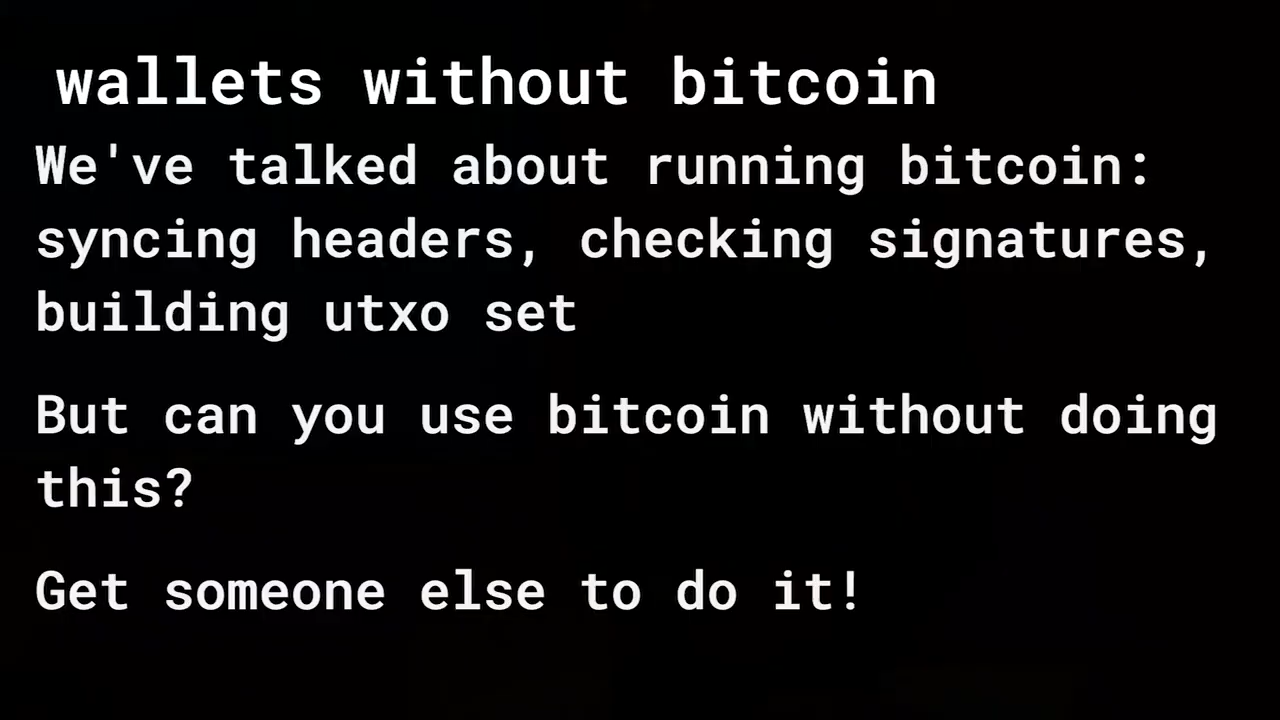 wallets without bitcoin
We've talked about running bitcoin:
syncing headers, checking signatures,
building utxo set
But can you use bitcoin without doing
this?
Get someone else to do it!